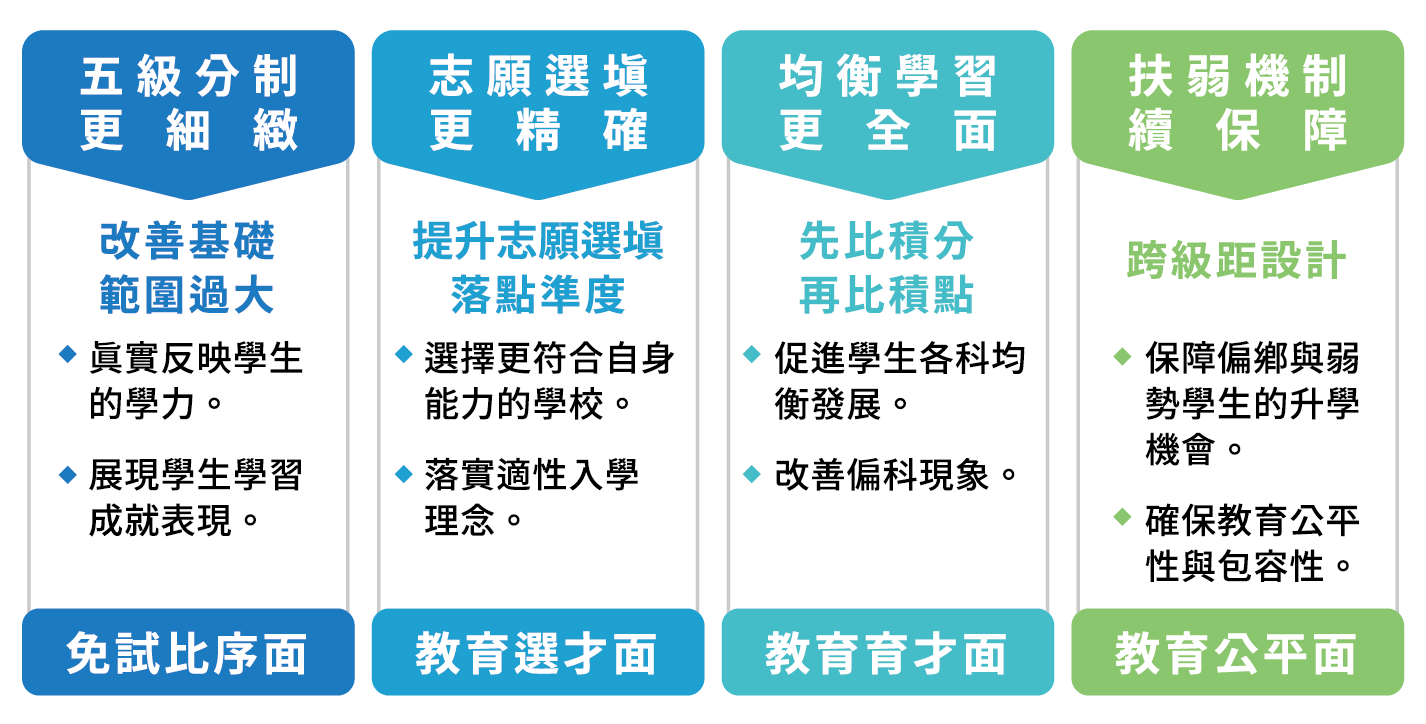 五級分制
更細緻
改善基礎
範圍過大
真實反映學生
的學力。
展現學生學習
成就表現。
免試比序面
志願選填
更精確
提升志願選填
落點準度
選擇更符合自身
能力的學校。
落實適性入學
理念。
教育選才面
均衡學習
更全面
先比積分
再比積點
促進學生各科均
衡發展。
改善偏科現象。
教育育才面
扶弱機制
續保障
跨級距設計
保障偏鄉與弱
勢學生的升學
機會。
確保教育公平
性與包容性。
教育公平面